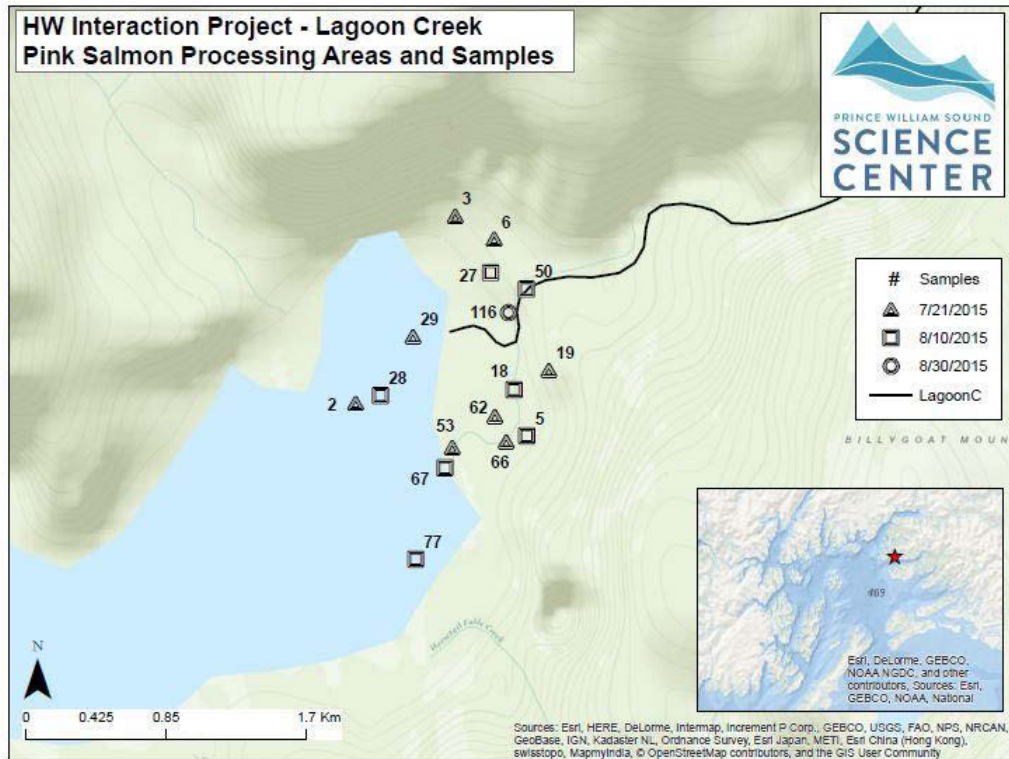 HW Interaction Project - Lagoon Creek
Pink Salmon Processing Areas and Samples
PRINCE WILLIAM SOUND
SCIENCE
CENTER
3
6
27
50
116
29
19
18
28
2
62
5
53
66
67
77
# Samples
7/21/2015
8/10/2015
8/30/2015
LagoonC
BILLYGOAT MOUN
Horsetail Falls Creek
469
Esri, DeLorme, GEBCO,
NOAA NGDC, and other
contributors, Sources: Esri,
GEBCO, NOAA, National
N
0 0.425 0.85 1.7 Km
Sources: Esri, HERE, DeLorme, Intermap, increment P Corp., GEBCO, USGS, FAO, NPS, NRCAN,
GeoBase, IGN, Kadaster NL, Ordnance Survey, Esri Japan, METI, Esri China (Hong Kong),
swisstopo, MapmyIndia, © OpenStreetMap contributors, and the GIS User Community